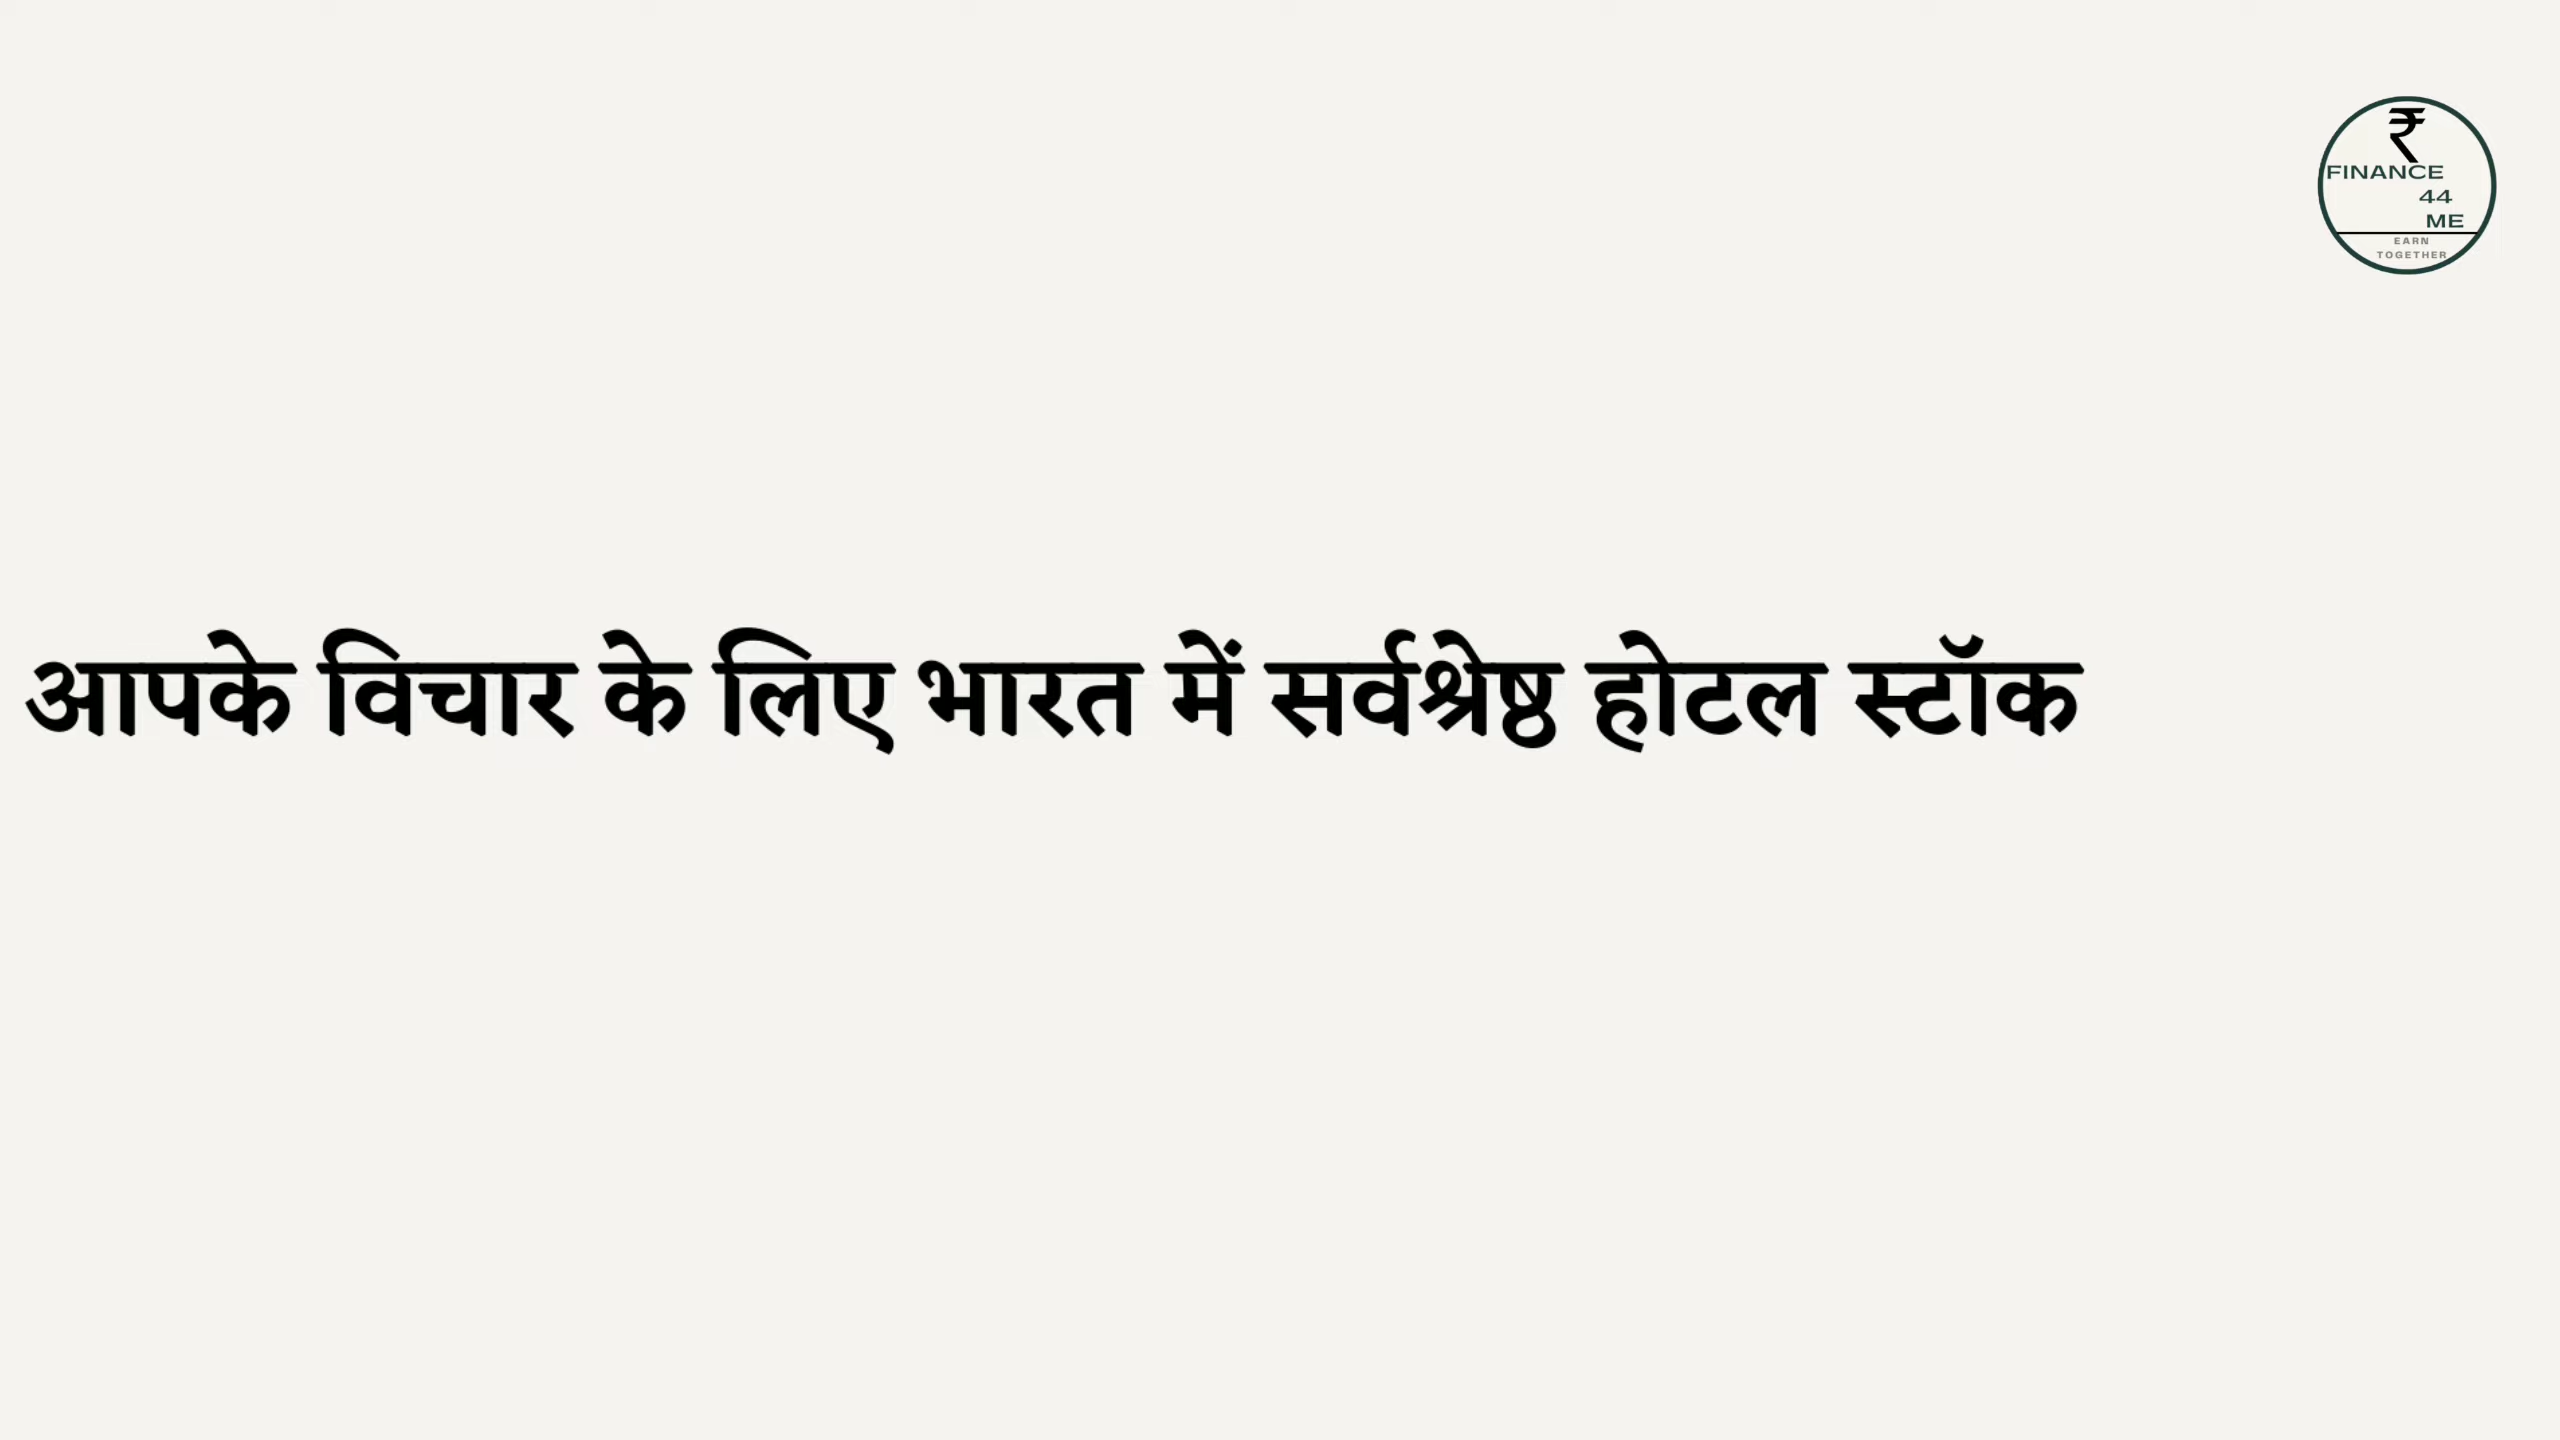 ₹
FINANCE
44
ME
EARN
TOGETHER
आपके विचार के लिए भारत में सर्वश्रेष्ठ होटल स्टॉक